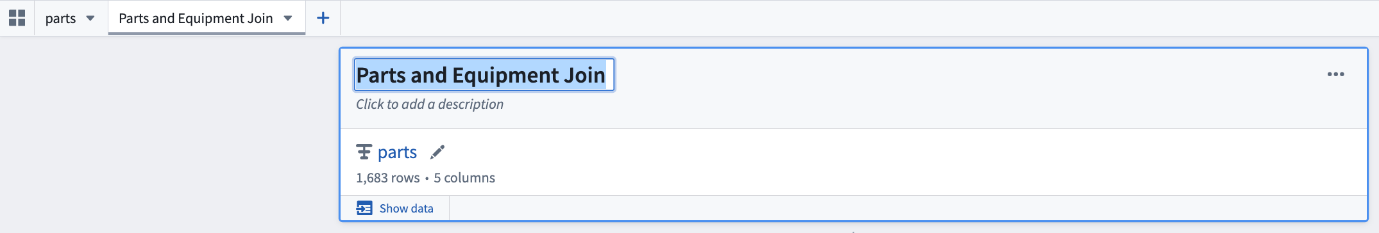 parts
Parts and Equipment Join
+
Parts and Equipment Join
Click to add a description
parts
1,683 rows • 5 columns
Show data